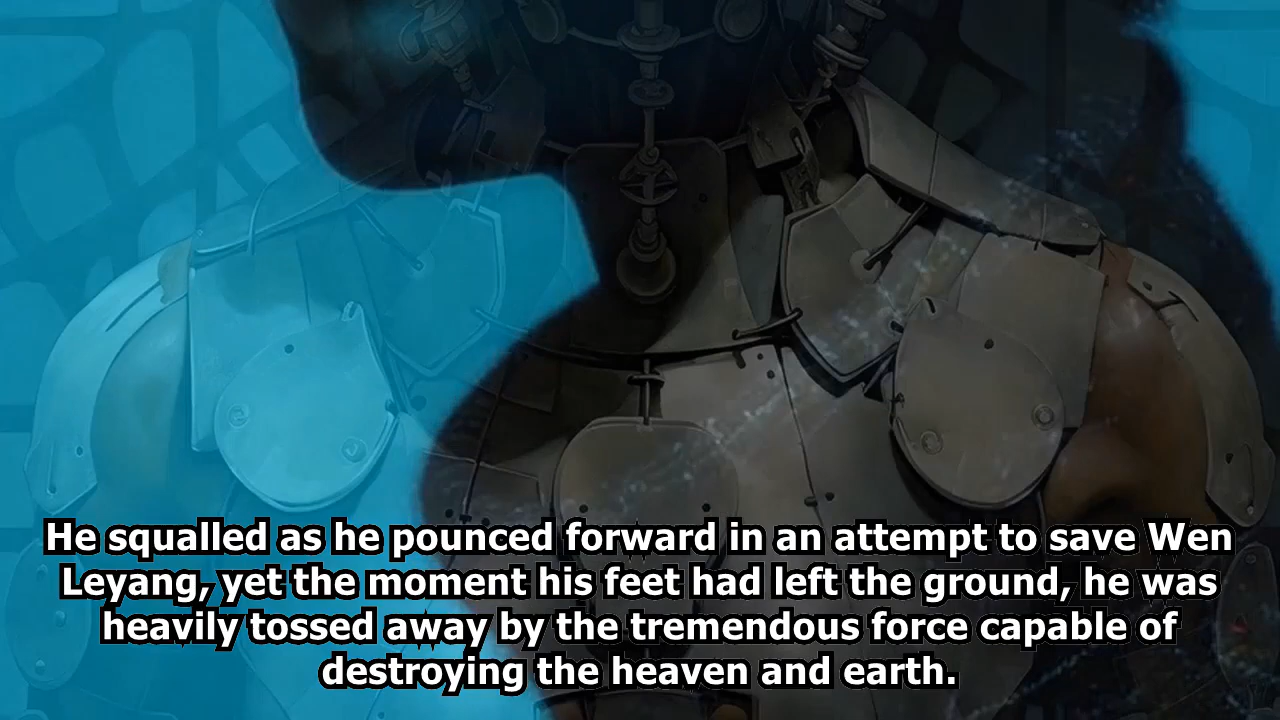 He squalled as he pounced forward in an attempt to save Wen
Leyang, yet the moment his feet had left the ground, he was
heavily tossed away by the tremendous force capable of
destroying the heaven and earth.